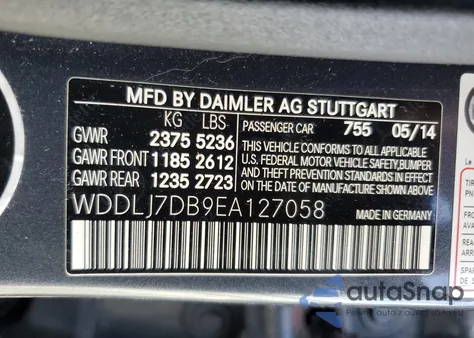 MFD BY DAIMLER AG STUTTGART
KG LBS
GVWR 2375 5236
GAWR FRONT 1185 2612
GAWR REAR 1235 2723
PASSENGER CAR 755 05/14
THIS VEHICLE CONFORMS TO ALL APPLICABLE
U.S. FEDERAL MOTOR VEHICLE SAFETY, BUMPER
AND THEFT PREVENTION STANDARDS IN EFFECT
ON THE DATE OF MANUFACTURE SHOWN ABOVE.
WDDLJ7DB9EA127058
MADE IN GERMANY
autoSnap